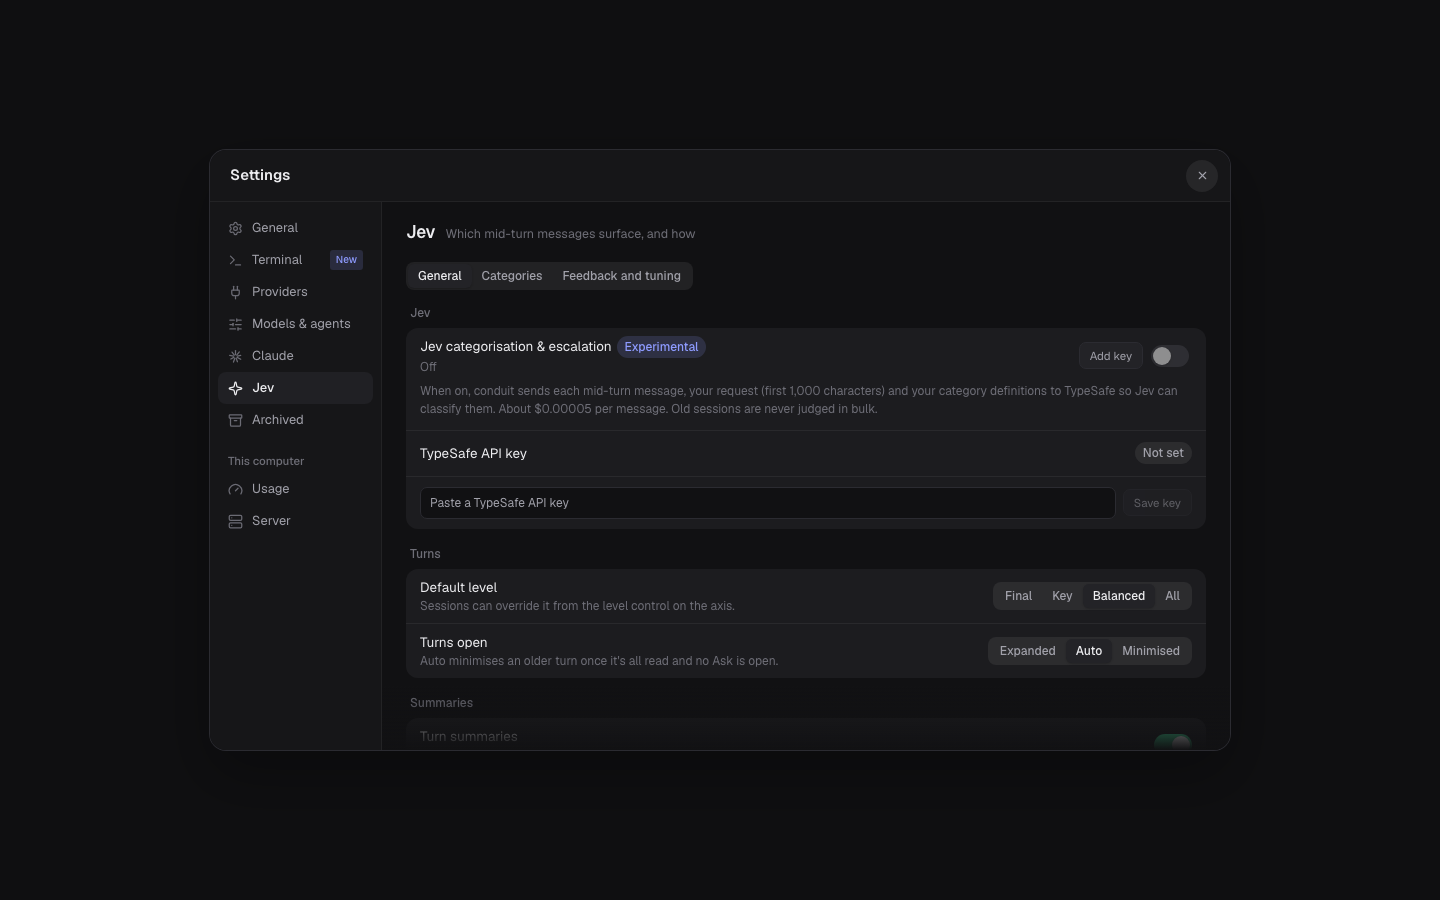 Settings
General
Terminal New
Providers
Models & agents
Claude
Jev
Archived
This computer
Usage
Server
Jev Which mid-turn messages surface, and how
General Categories Feedback and tuning
Jev
Jev categorisation & escalation Experimental
Off
Add key
When on, conduit sends each mid-turn message, your request (first 1,000 characters) and your category definitions to TypeSafe so Jev can
classify them. About $0.00005 per message. Old sessions are never judged in bulk.
TypeSafe API key Not set
Paste a TypeSafe API key Save key
Turns
Default level
Sessions can override it from the level control on the axis.
Final Key Balanced All
Turns open
Auto minimises an older turn once it's all read and no Ask is open.
Expanded Auto Minimised
Summaries
Turn summaries